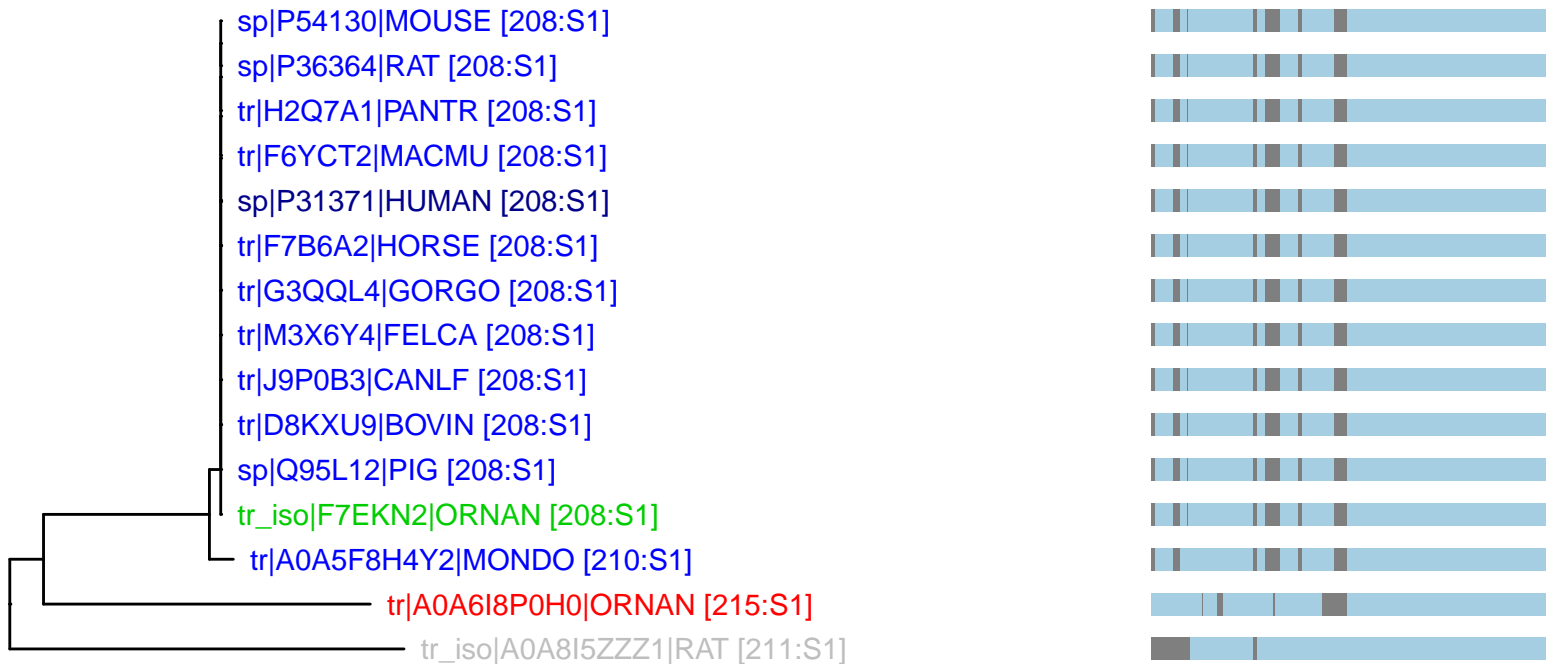 sp|P54130|MOUSE [208:S1]
sp|P36364|RAT [208:S1]
tr|H2Q7A1|PANTR [208:S1]
tr|F6YCT2|MACMU [208:S1]
sp|P31371|HUMAN [208:S1]
tr|F7B6A2|HORSE [208:S1]
tr|G3QQL4|GORGO [208:S1]
tr|M3X6Y4|FELCA [208:S1]
tr|J9P0B3|CANLF [208:S1]
tr|D8KXU9|BOVIN [208:S1]
sp|Q95L12|PIG [208:S1]
tr_iso|F7EKN2|ORNAN [208:S1]
tr|A0A5F8H4Y2|MONDO [210:S1]
tr|A0A6I8P0H0|ORNAN [215:S1]
tr_iso|A0A8I5ZZZ1|RAT [211:S1]